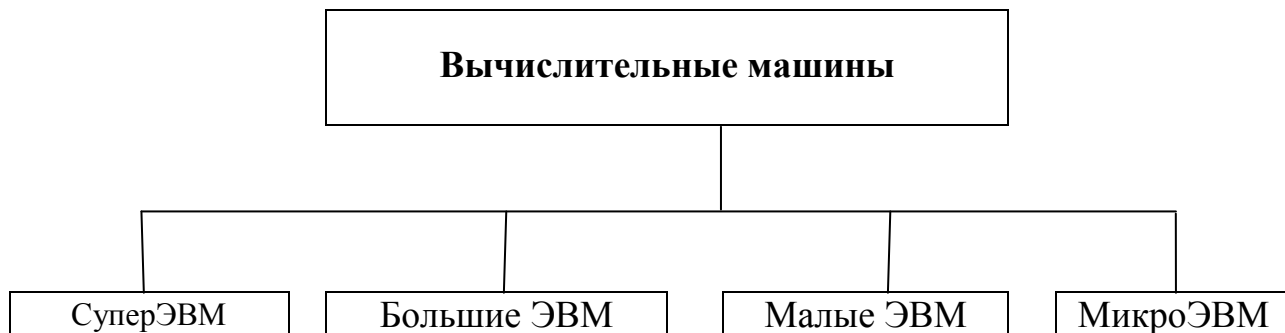 Вычислительные машины
СуперЭВМ
Большие ЭВМ
Малые ЭВМ
МикроЭВМ